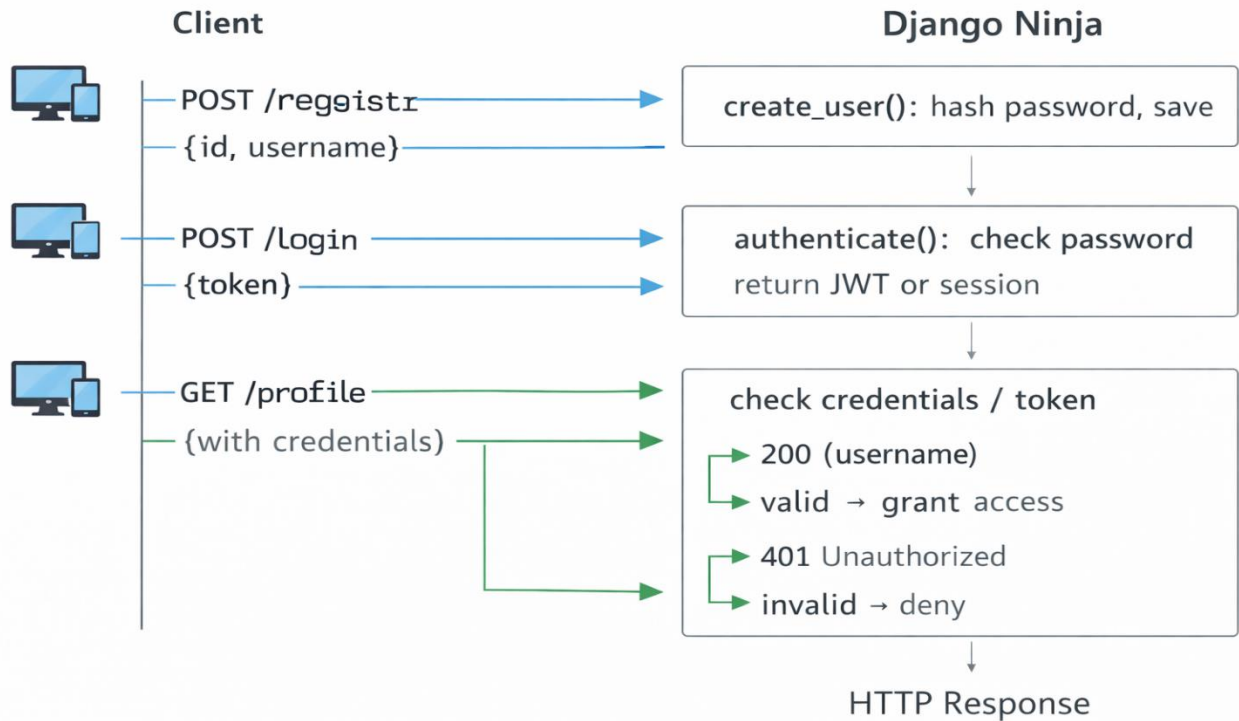 Client
Django Ninja
POST /reggistr
create_user(): hash password, save
{id, username}
POST /login
authenticate(): check password
{token}
return JWT or session
GET /profile
check credentials / token
{with credentials)
200 (username)
valid → grant access
401 Unauthorized
invalid → deny
HTTP Response